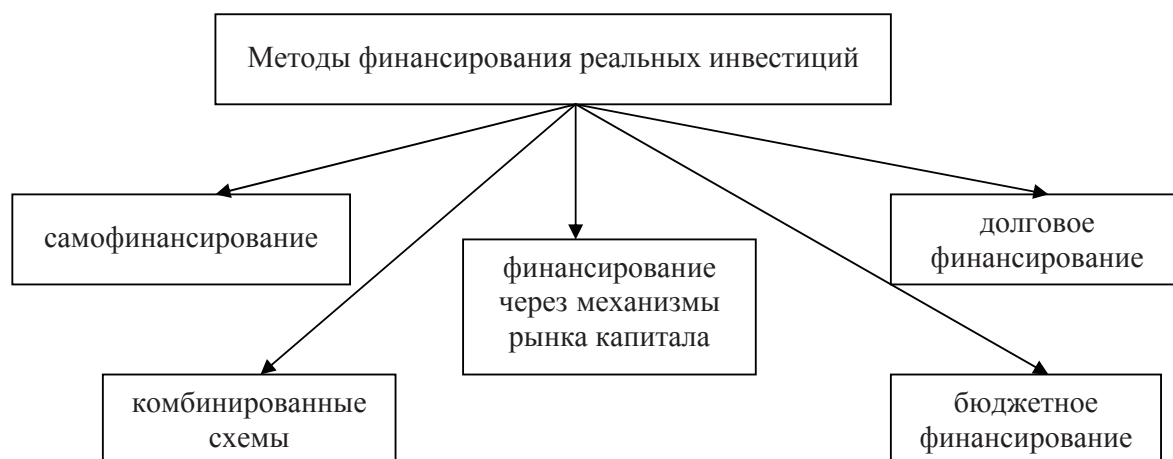 Методы финансирования реальных инвестиций
самофинансирование
финансирование
через механизмы
рынка капитала
долговое
финансирование
комбинированные
схемы
бюджетное
финансирование